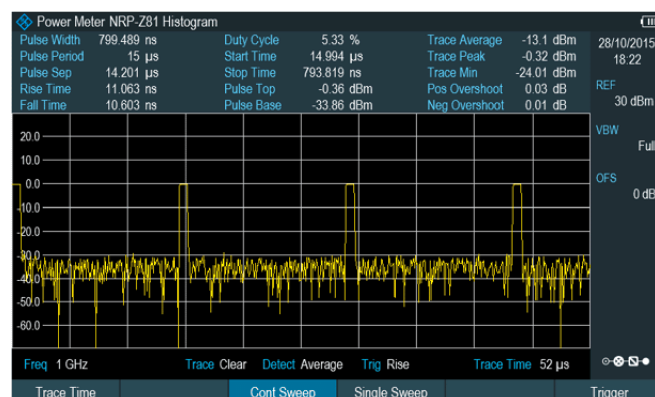 Power Meter NRP-Z81 Histogram
Pulse Width 799.489 ns Duty Cycle 5.33 % Trace Average -13.1 dBm
Pulse Period 15 µs Start Time 14.994 µs Trace Peak -0.32 dBm
Pulse Sep 14.201 µs Stop Time 793.819 ns Trace Min -24.01 dBm
Rise Time 11.063 ns Pulse Top -0.36 dBm Pos Overshoot 0.03 dB
Fall Time 10.603 ns Pulse Base -33.86 dBm Neg Overshoot 0.01 dB
28/10/2015
18:22
REF
30 dBm
VBW
Full
OFS
0 dB
20.0
10.0
0.0
-10.0
-20.0
-30.0
-40.0
-50.0
-60.0
Freq 1 GHz Trace Clear Detect Average Trig Rise Trace Time 52 µs
Trace Time Cont Sweep Single Sweep Trigger